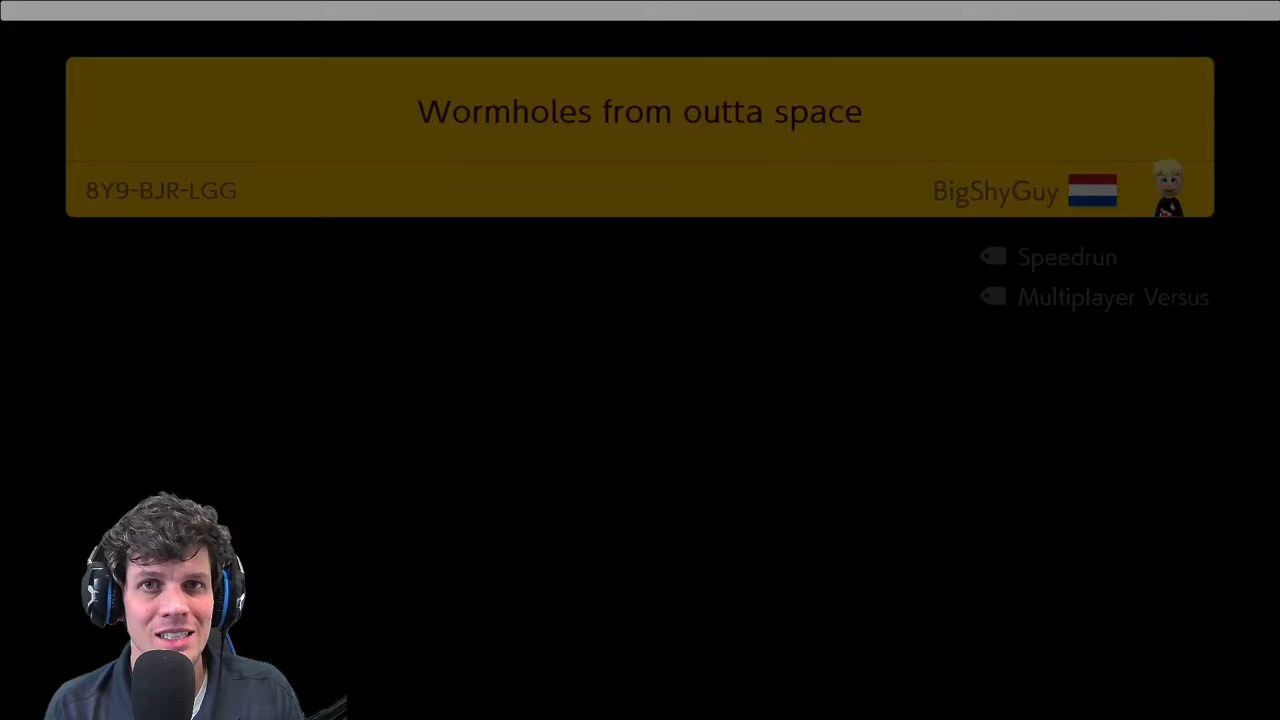 Wormholes from outta space
8Y9-BJR-LGG
BigShyGuy
Speedrun
Multiplayer Versus